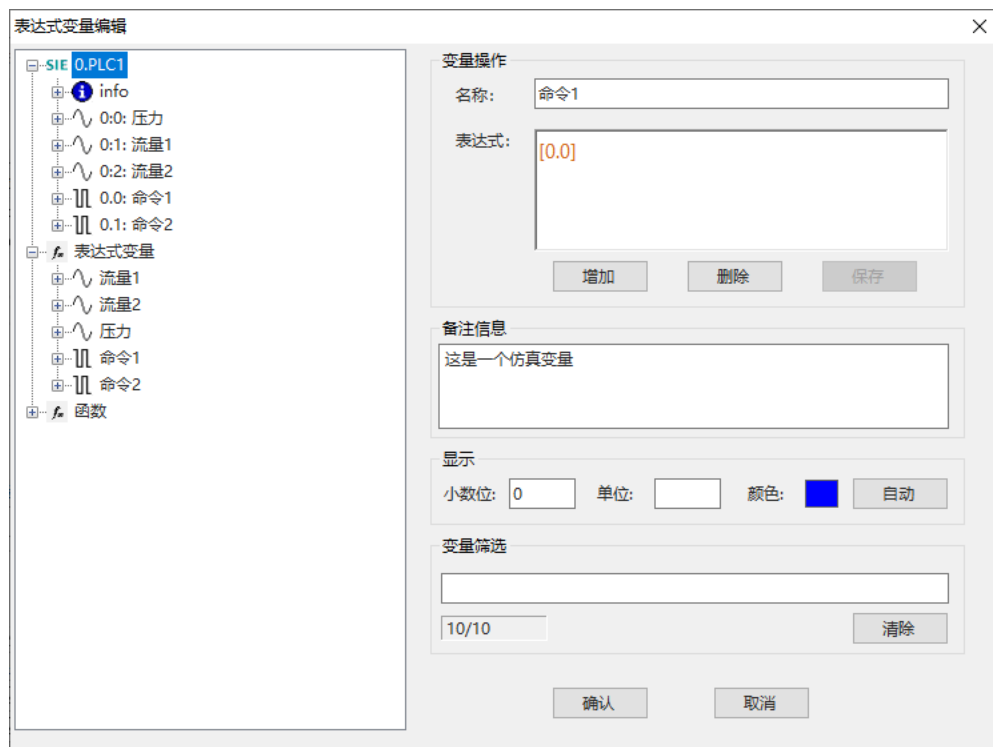 表达式变量编辑
SIE 0.PLC1
info
0:0: 压力
0:1: 流量1
0:2: 流量2
0.0: 命令1
0.1: 命令2
表达式变量
流量1
流量2
压力
命令1
命令2
函数
变量操作
名称: 命令1
表达式: [0.0]
增加 删除 保存
备注信息
这是一个仿真变量
显示
小数位: 0 单位: 颜色: 自动
变量筛选
10/10 清除
确认 取消